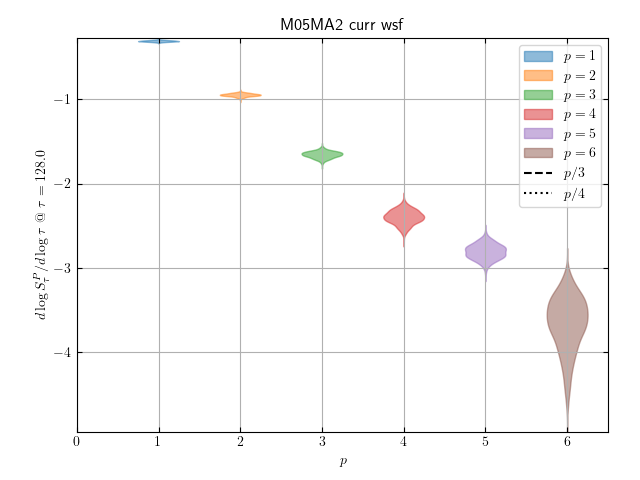 M05MA2 curr wsf
d log S_τ^P / d log τ @ τ = 128.0
−1
−2
−3
−4
p = 1
p = 2
p = 3
p = 4
p = 5
p = 6
p/3
p/4
0 1 2 3 4 5 6
p